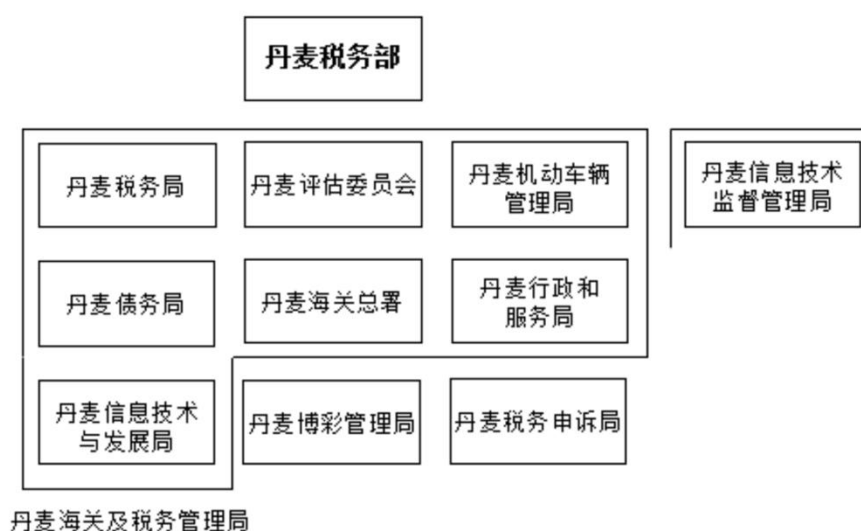 丹麦税务部
丹麦税务局
丹麦评估委员会
丹麦机动车辆
管理局
丹麦信息技术
监督管理局
丹麦债务局
丹麦海关总署
丹麦行政和
服务局
丹麦信息技术
与发展局
丹麦博彩管理局
丹麦税务申诉局
丹麦海关及税务管理局